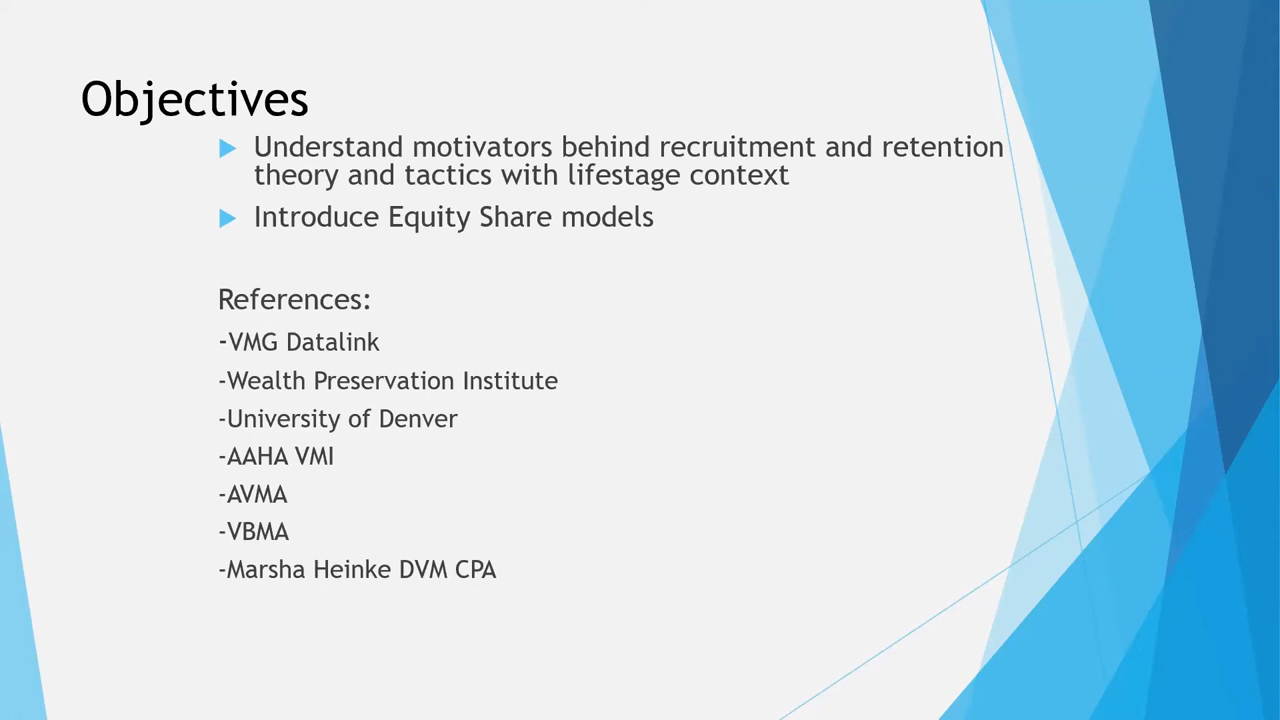 Objectives
Understand motivators behind recruitment and retention
theory and tactics with lifestage context
Introduce Equity Share models
References:
-VMG Datalink
-Wealth Preservation Institute
-University of Denver
-AAHA VMI
-AVMA
-VBMA
-Marsha Heinke DVM CPA